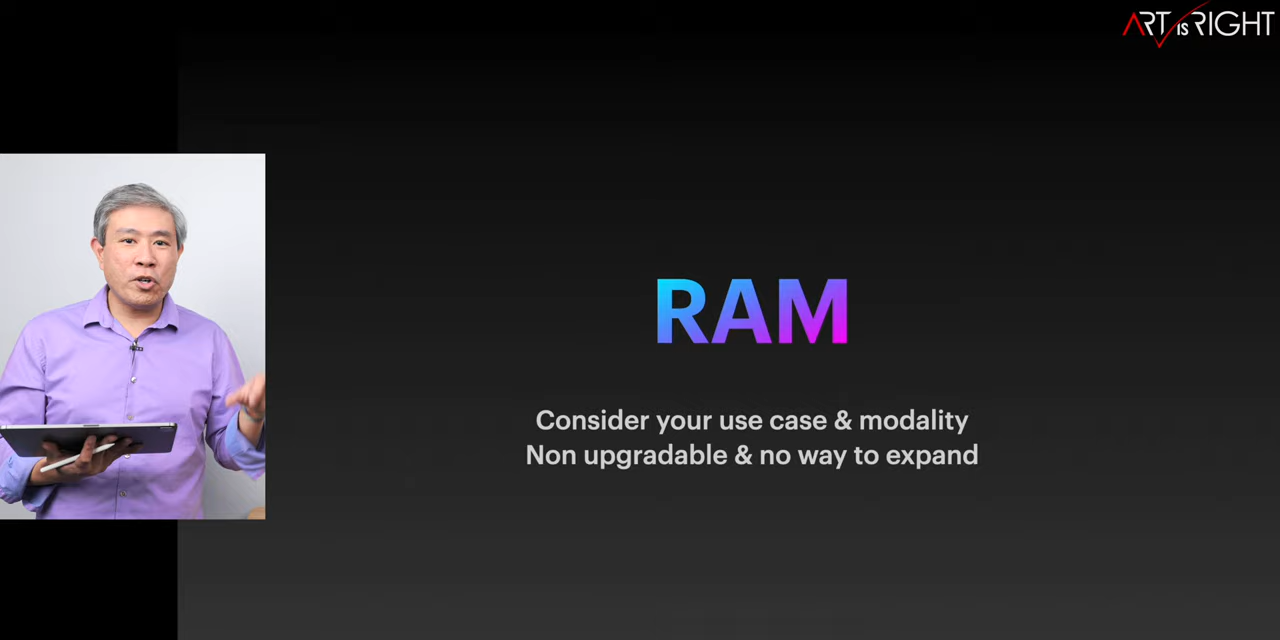 ART IS RIGHT
RAM
Consider your use case & modality
Non upgradable & no way to expand